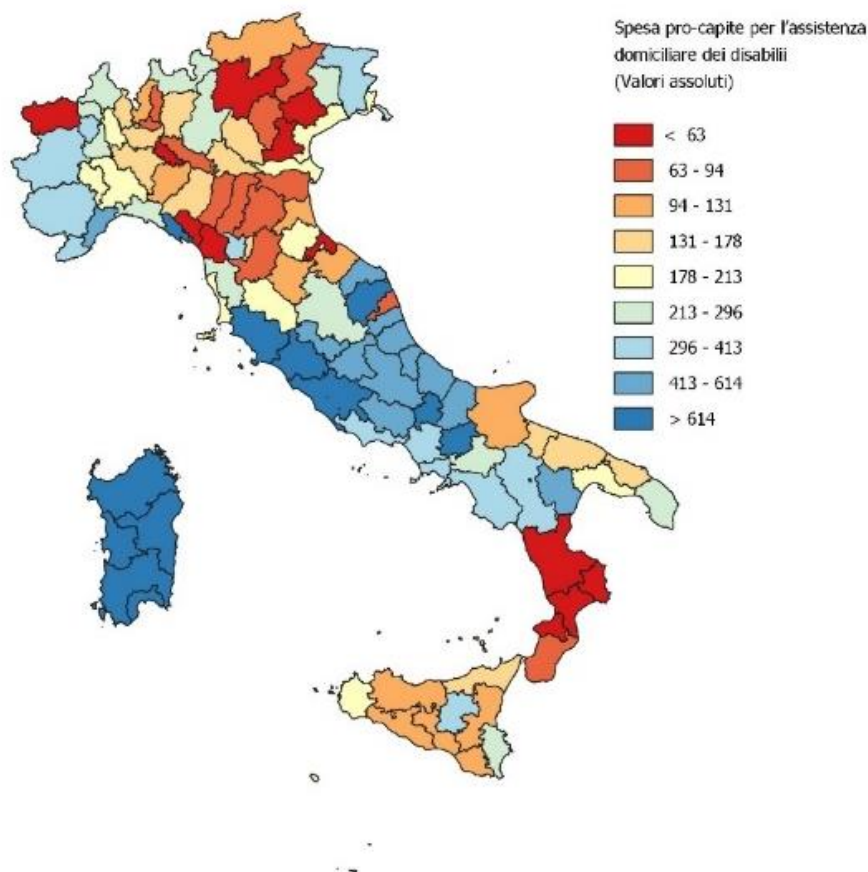 Spesa pro-capite per l'assistenza
domiciliare dei disabilii
(Valori assoluti)
< 63
63 - 94
94 - 131
131 - 178
178 - 213
213 - 296
296 - 413
413 - 614
> 614